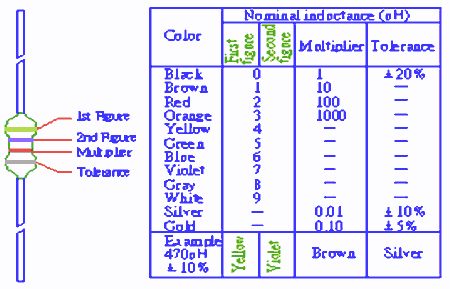 Nominal inductance (uH)
Color First figure Second figure Multiplier Tolerance
Black 0 1 ±20%
Brown 1 10 —
Red 2 100 —
Orange 3 1000 —
Yellow 4 — —
Green 5 — —
Blue 6 — —
Violet 7 — —
Gray 8 — —
White 9 — —
Silver — 0.01 ±10%
Gold — 0.10 ±5%
Example 470uH ±10% Yellow Violet Brown Silver
1st Figure
2nd Figure
Multiplier
Tolerance